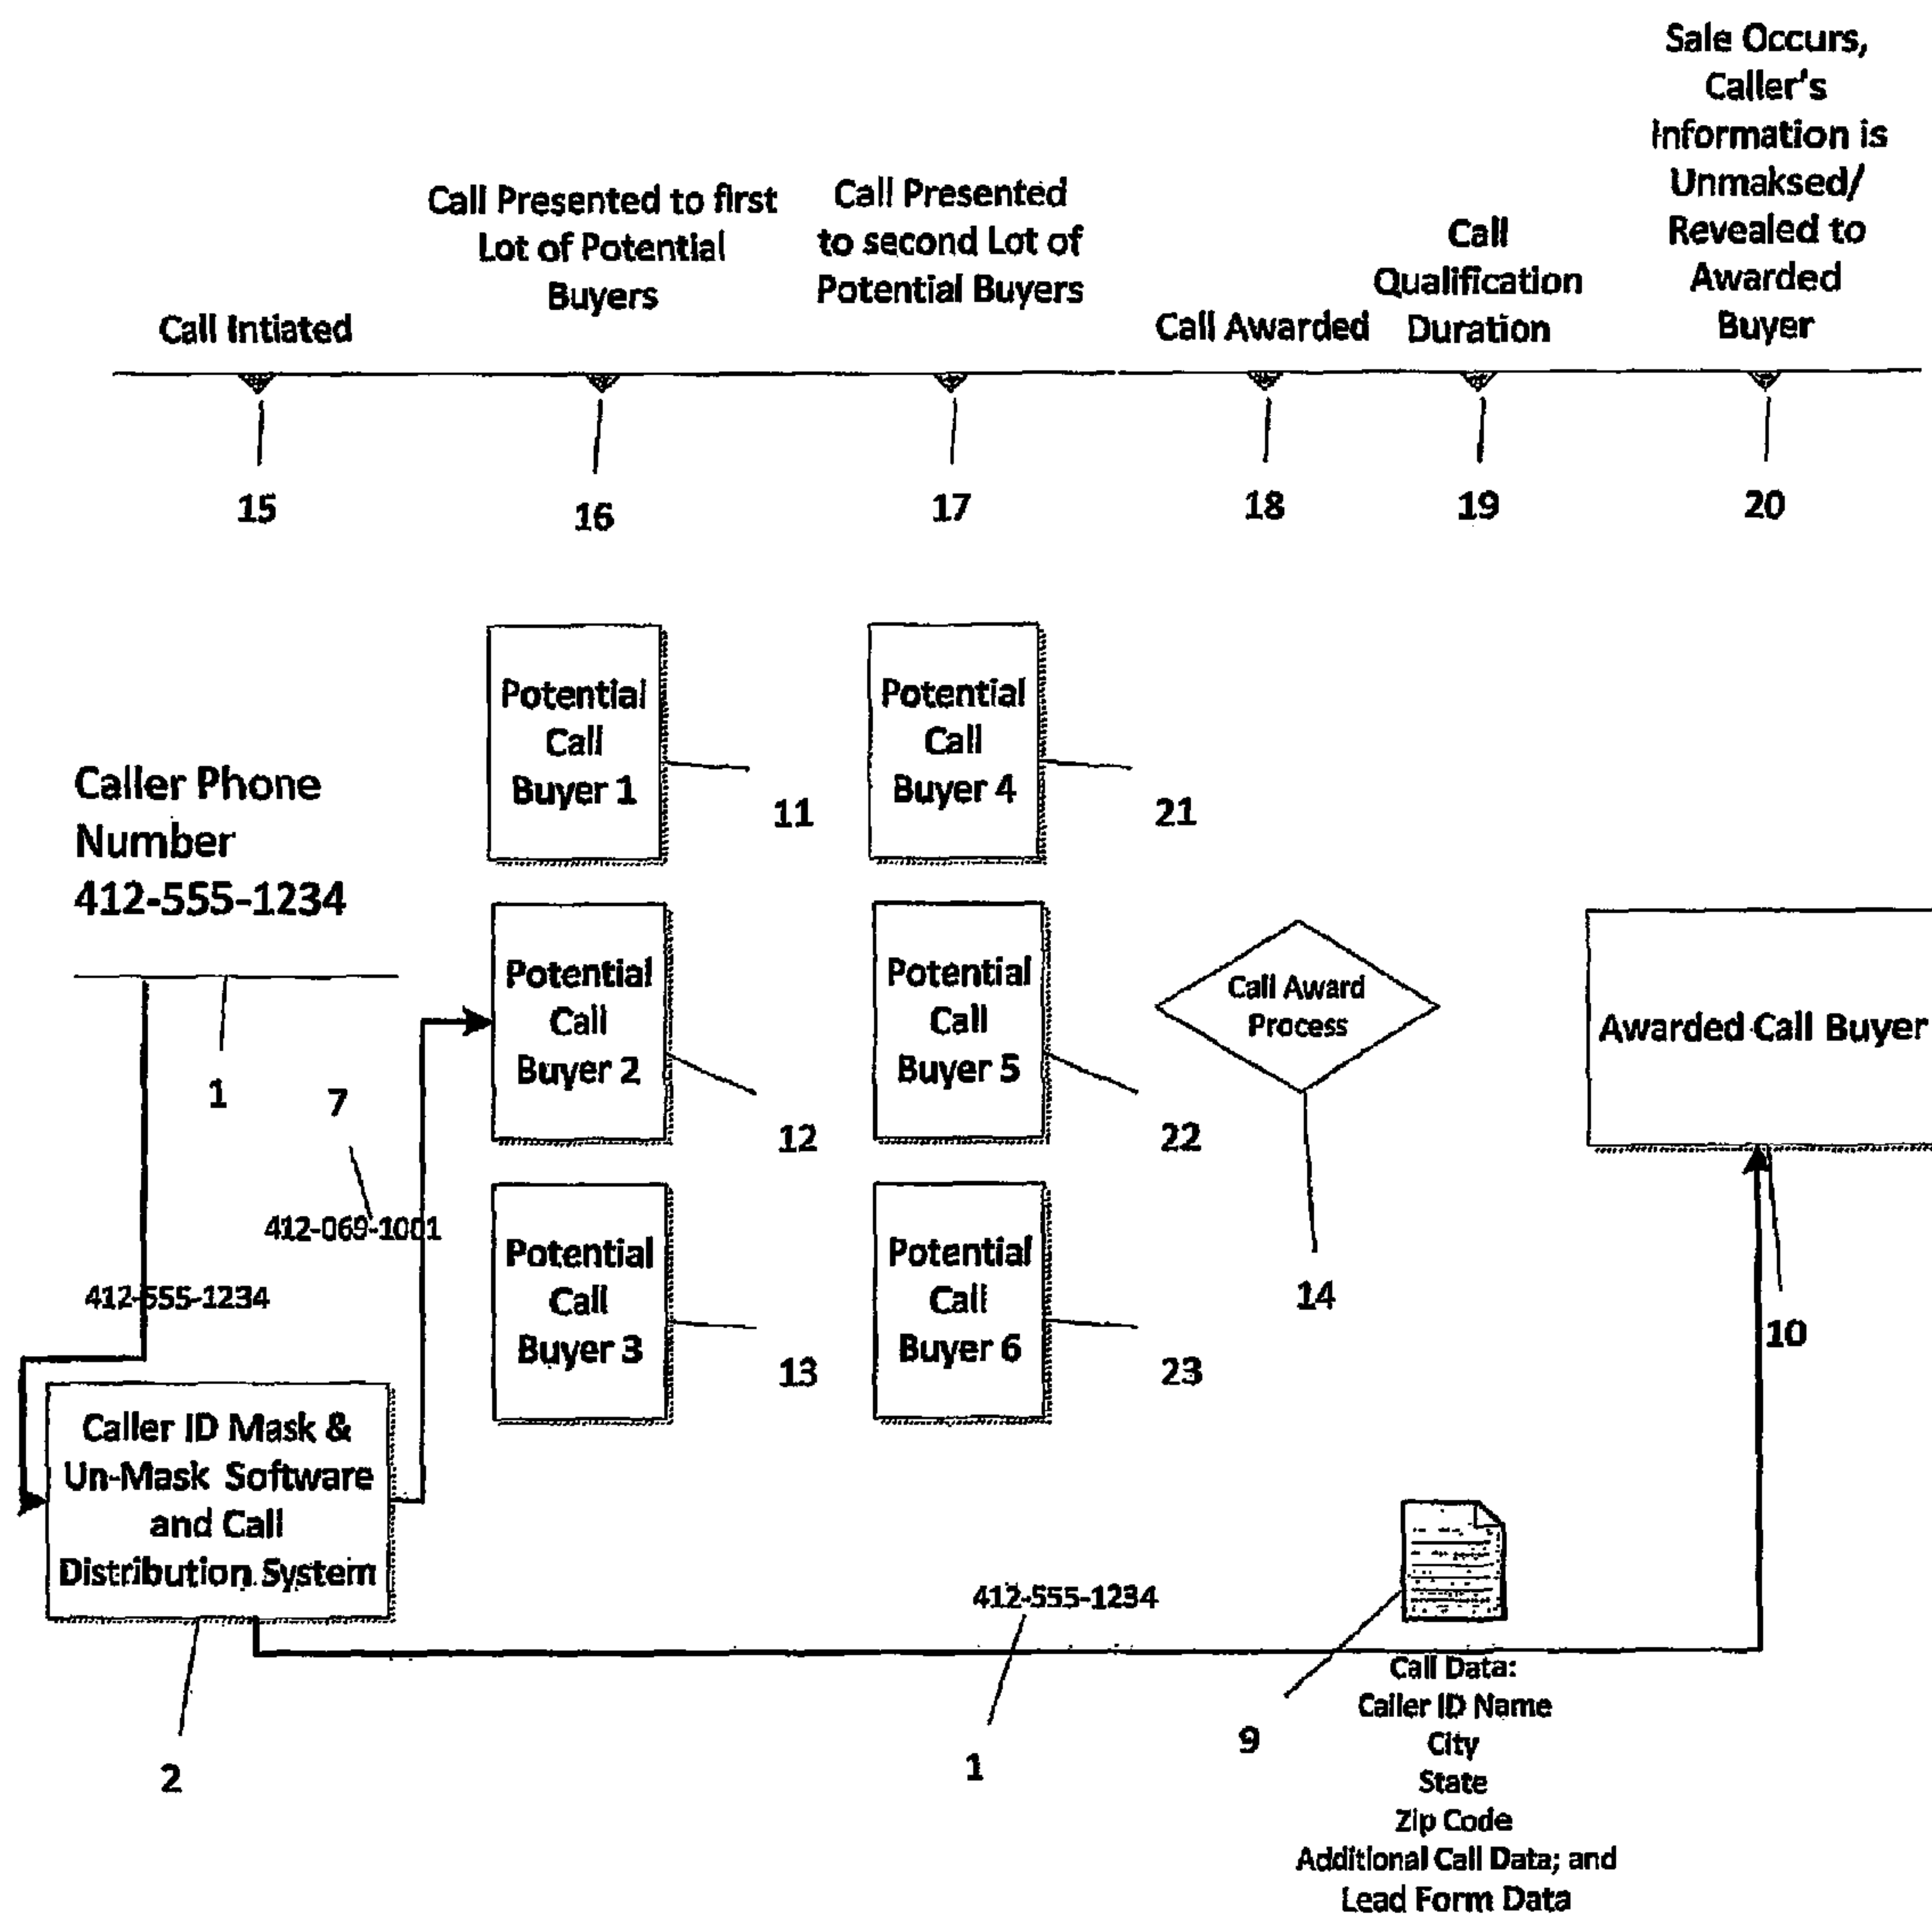 Sale Occurs,
Caller's
Information is
Unmaksed/
Revealed to
Awarded
Buyer
Call Presented to first
Lot of Potential
Buyers
Call Presented
to second Lot of
Potential Buyers
Call
Qualification
Duration
Call Intiated
Call Awarded
15
16
17
18
19
20
Potential
Call
Buyer 1
11
Potential
Call
Buyer 4
21
Caller Phone
Number
412-555-1234
1
7
Potential
Call
Buyer 2
12
Potential
Call
Buyer 5
22
Call Award
Process
14
Awarded Call Buyer
10
412-069-1001
412-555-1234
Potential
Call
Buyer 3
13
Potential
Call
Buyer 6
23
Caller ID Mask &
Un-Mask Software
and Call
Distribution System
2
412-555-1234
1
9
Call Data:
Caller ID Name
City
State
Zip Code
Additional Call Data; and
Lead Form Data